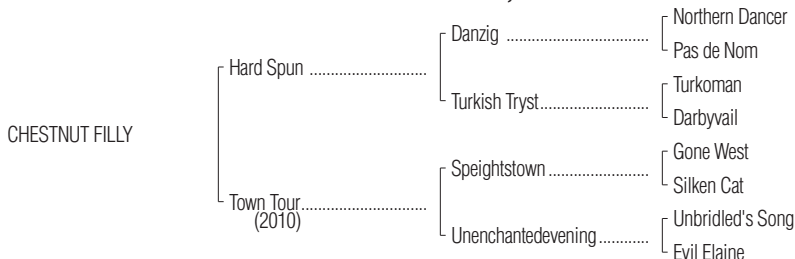 Northern Dancer
Danzig ....................................
Pas de Nom
Hard Spun ............................
Turkoman
Turkish Tryst...........................
Darbyvail
CHESTNUT FILLY
Gone West
Speightstown .........................
Silken Cat
Town Tour..............................
(2010)
Unbridled's Song
Unenchantedevening............
Evil Elaine